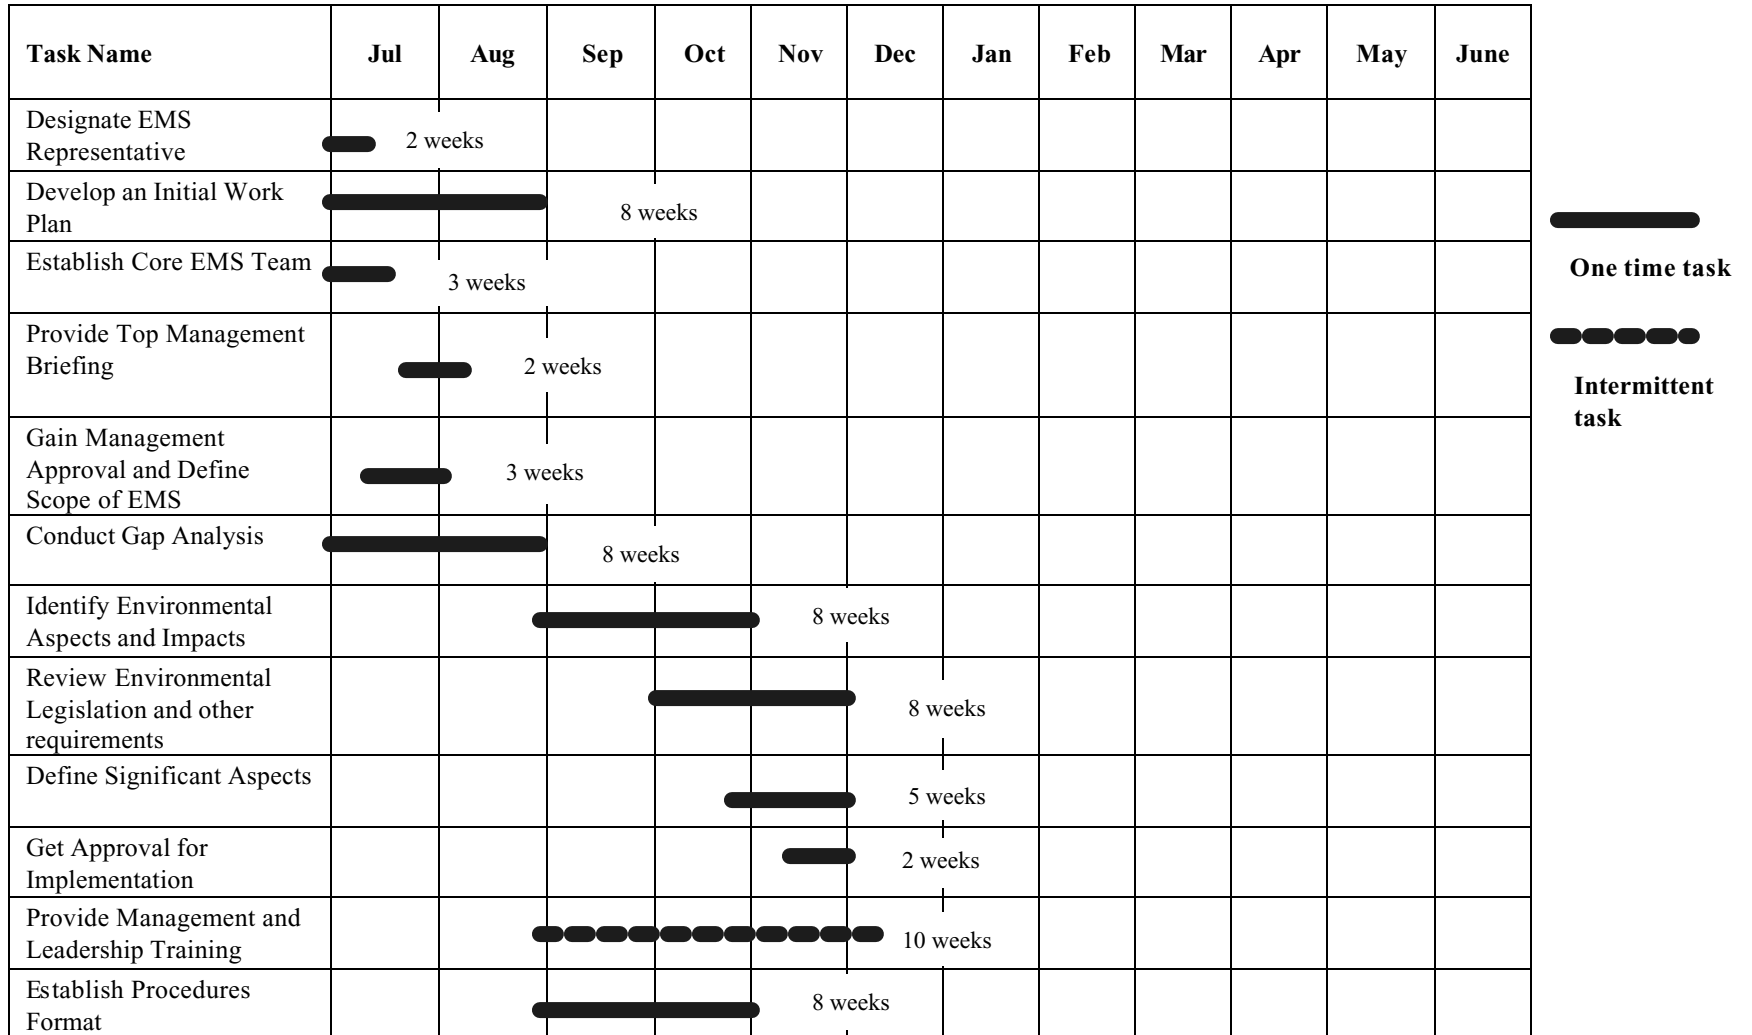 Task Name Jul Aug Sep Oct Nov Dec Jan Feb Mar Apr May June
Designate EMS
Representative
2 weeks
Develop an Initial Work
Plan
8 weeks
Establish Core EMS Team
3 weeks
Provide Top Management
Briefing
2 weeks
Gain Management
Approval and Define
Scope of EMS
3 weeks
Conduct Gap Analysis
8 weeks
Identify Environmental
Aspects and Impacts
8 weeks
Review Environmental
Legislation and other
requirements
8 weeks
Define Significant Aspects
5 weeks
Get Approval for
Implementation
2 weeks
Provide Management and
Leadership Training
10 weeks
Establish Procedures
Format
8 weeks
One time task
Intermittent
task